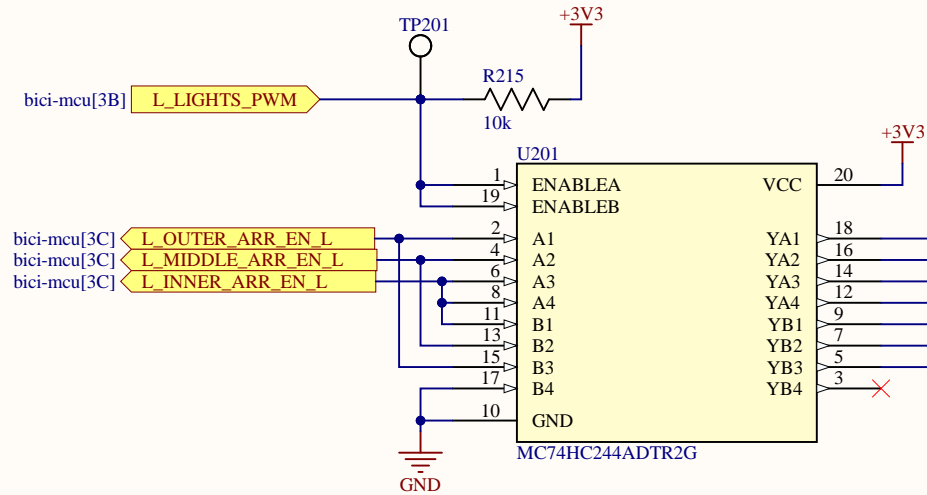 TP201
+3V3
R215
bici-mcu[3B] L_LIGHTS_PWM
10k
+3V3
U201
1 ENABLEA VCC 20
19 ENABLEB
bici-mcu[3C] L_OUTER_ARR_EN_L 2 A1 YA1 18
bici-mcu[3C] L_MIDDLE_ARR_EN_L 4 A2 YA2 16
bici-mcu[3C] L_INNER_ARR_EN_L 6 A3 YA3 14
8 A4 YA4 12
11 B1 YB1 9
13 B2 YB2 7
15 B3 YB3 5
17 B4 YB4 3
10 GND
MC74HC244ADTR2G
GND